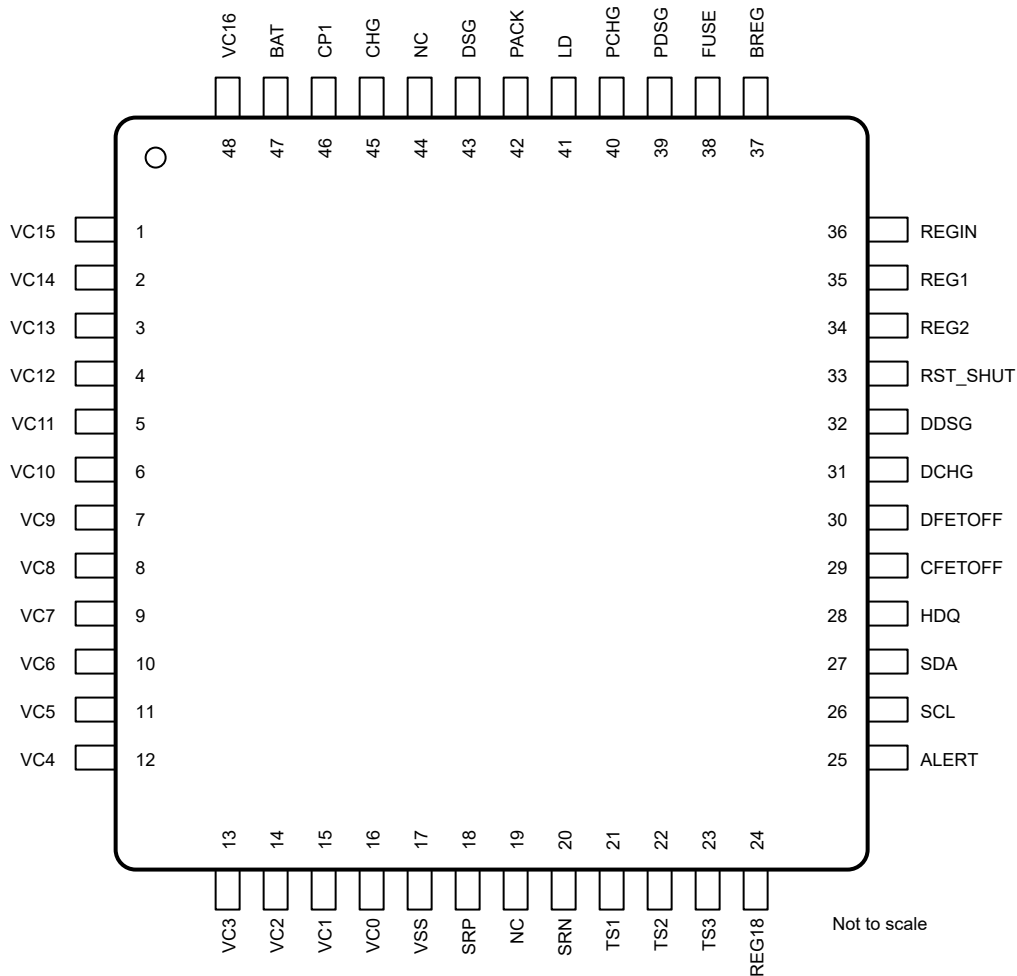 VC16 BAT CP1 CHG NC DSG PACK LD PCHG PDSG FUSE BREG
48 47 46 45 44 43 42 41 40 39 38 37
VC15 1 36 REGIN
VC14 2 35 REG1
VC13 3 34 REG2
VC12 4 33 RST_SHUT
VC11 5 32 DDSG
VC10 6 31 DCHG
VC9 7 30 DFETOFF
VC8 8 29 CFETOFF
VC7 9 28 HDQ
VC6 10 27 SDA
VC5 11 26 SCL
VC4 12 25 ALERT
13 14 15 16 17 18 19 20 21 22 23 24
VC3 VC2 VC1 VC0 VSS SRP NC SRN TS1 TS2 TS3 REG18
Not to scale